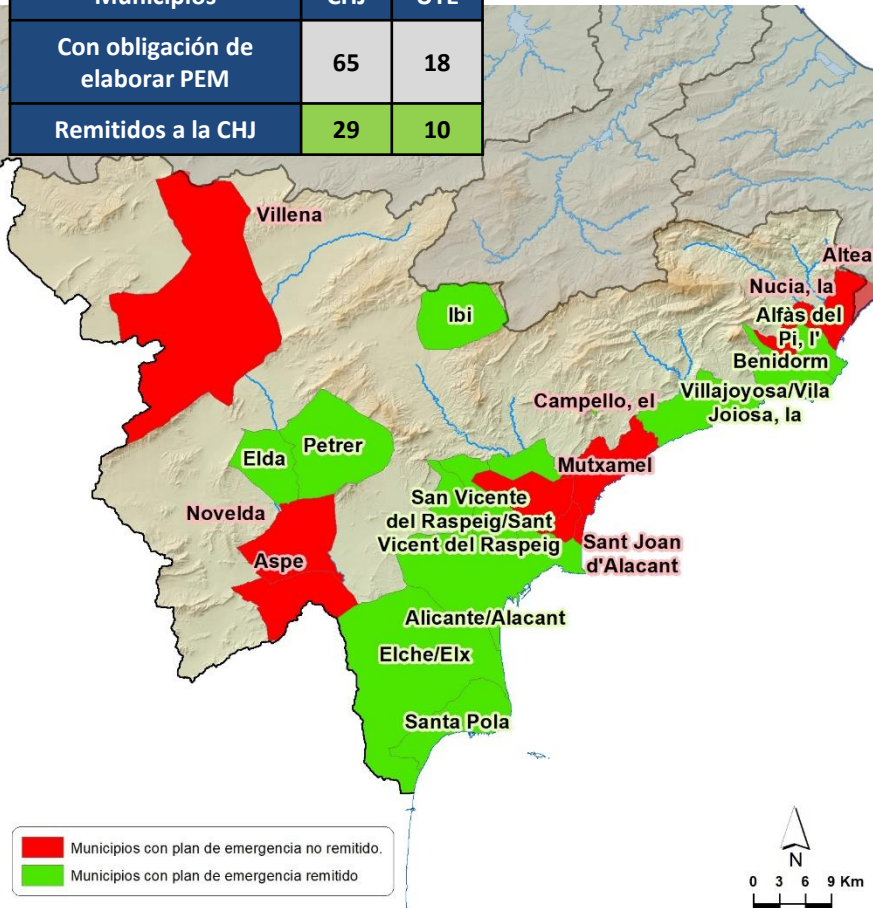 Municipios CHJ UTE
Con obligación de
elaborar PEM
65 18
Remitidos a la CHJ 29 10
Villena
Altea
Nucia, la
Ibi
Alfàs del
Pi, l'
Benidorm
Villajoyosa/Vila
Joiosa, la
Campello, el
Petrer
Elda
Mutxamel
San Vicente
del Raspeig/Sant
Vicent del Raspeig
Novelda
Sant Joan
d'Alacant
Aspe
Alicante/Alacant
Elche/Elx
Santa Pola
Municipios con plan de emergencia no remitido.
Municipios con plan de emergencia remitido
N
0 3 6 9 Km